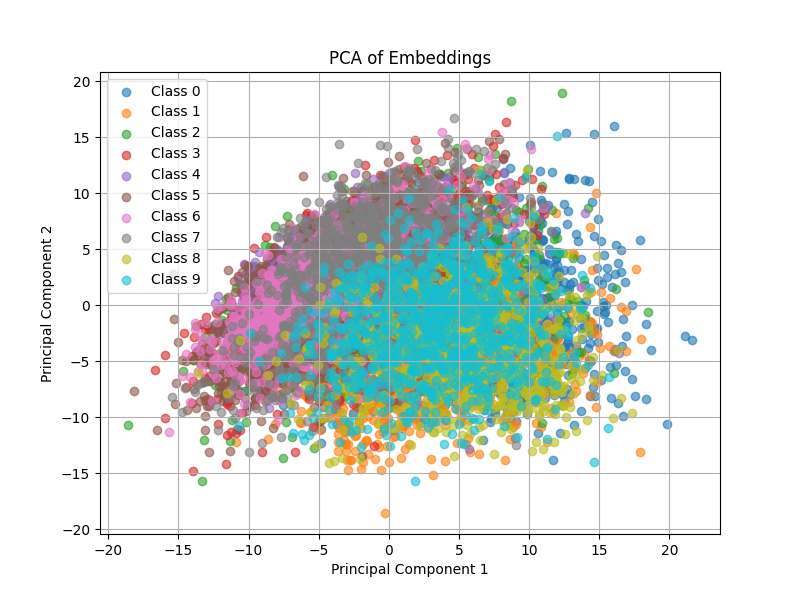 PCA of Embeddings
20
15
10
5
0
−5
−10
−15
−20
Principal Component 2
Class 0
Class 1
Class 2
Class 3
Class 4
Class 5
Class 6
Class 7
Class 8
Class 9
−20 −15 −10 −5 0 5 10 15 20
Principal Component 1